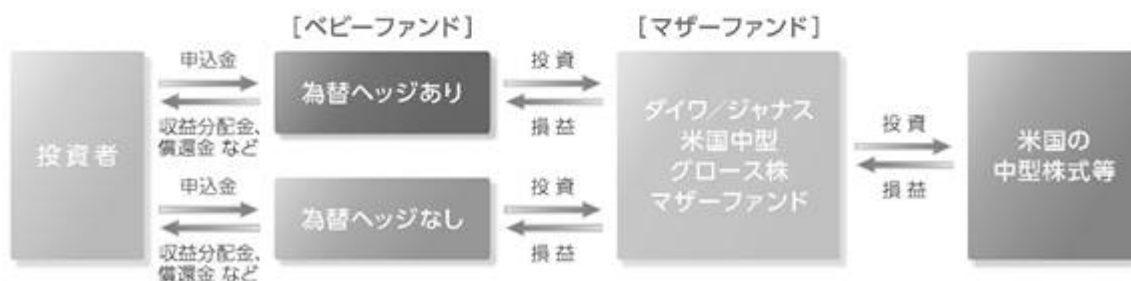 [ベビーファンド]
[マザーファンド]
投資者
申込金
収益分配金、
償還金 など
為替ヘッジあり
投資
損益
申込金
収益分配金、
償還金 など
為替ヘッジなし
投資
損益
ダイワ/ジャナス
米国中型
グロース株
マザーファンド
投資
損益
米国の
中型株式等